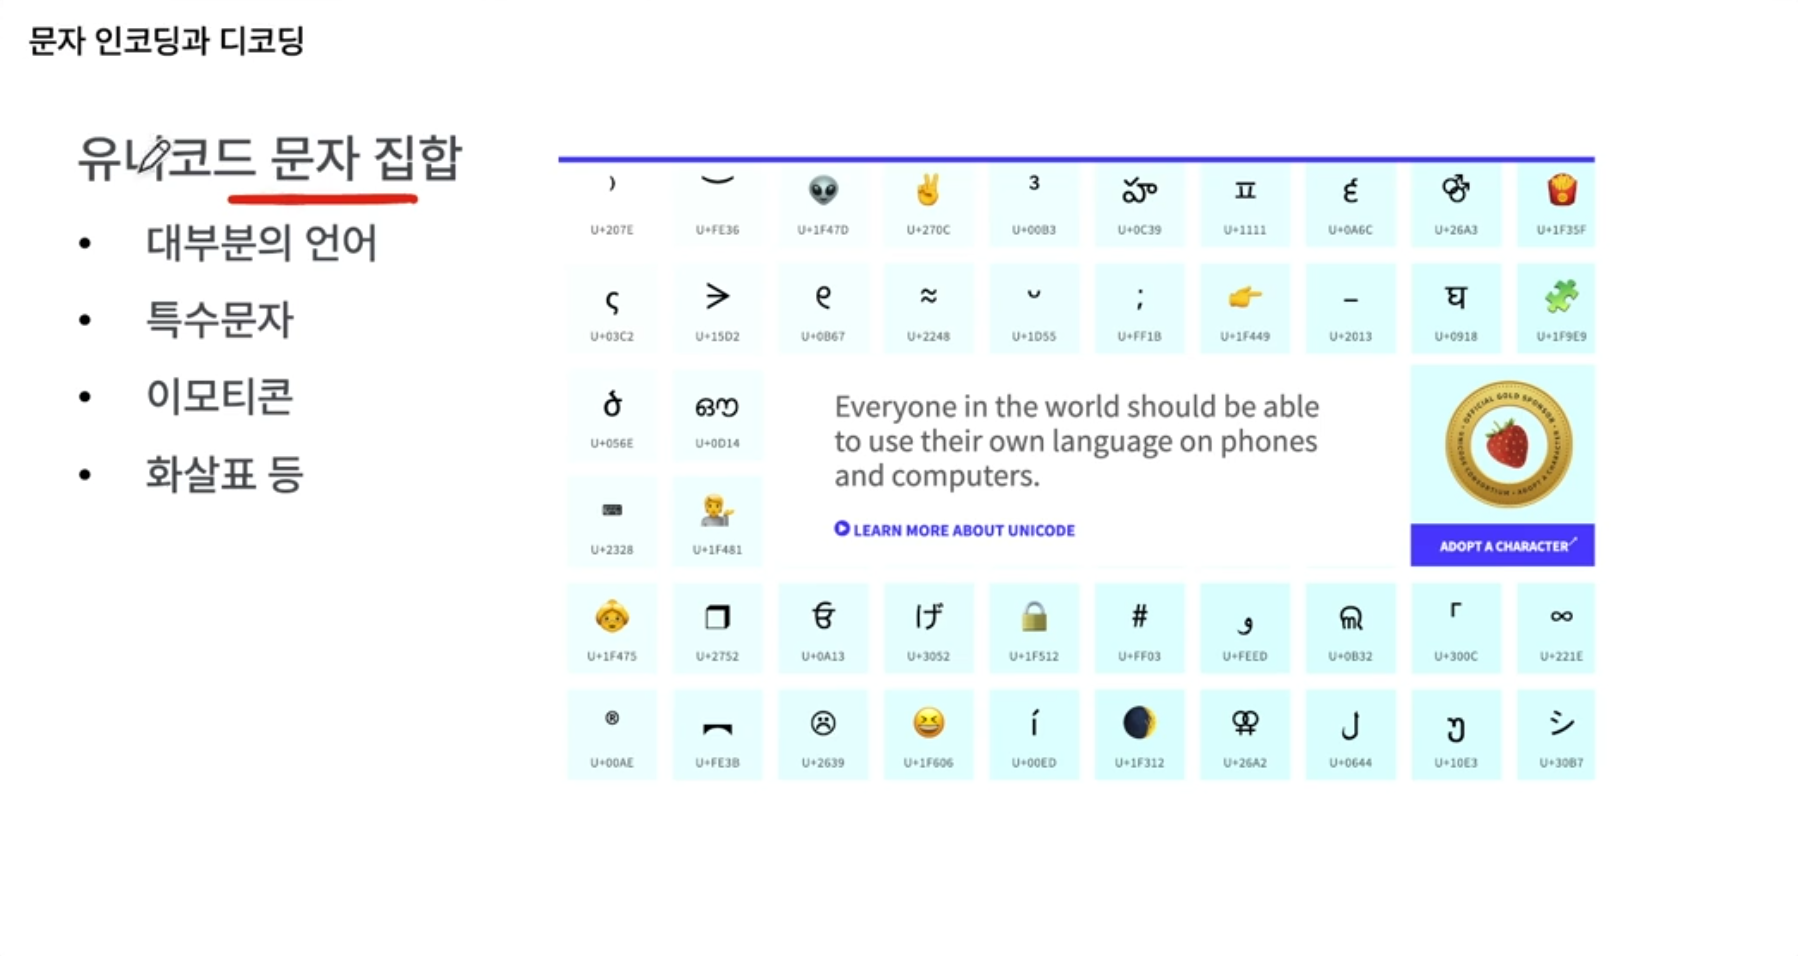 문자 인코딩과 디코딩
유니코드 문자 집합
• 대부분의 언어
• 특수문자
• 이모티콘
• 화살표 등
⁾ ︶ 👽 ✌ ³ హ ᄑ ੬ ⚣ 🍟
U+207E U+FE36 U+1F47D U+270C U+00B3 U+0C39 U+1111 U+0A6C U+26A3 U+1F35F
ς ᗒ ୧ ≈ ᵕ ； 👉 – घ 🧩
U+03C2 U+15D2 U+0B67 U+2248 U+1D55 U+FF1B U+1F449 U+2013 U+0918 U+1F9E9
ծ ഔ
U+056E U+0D14
⌨ 💁
U+2328 U+1F481
Everyone in the world should be able
to use their own language on phones
and computers.
LEARN MORE ABOUT UNICODE
OFFICIAL GOLD SPONSOR
UNICODE CONSORTIUM • ADOPT A CHARACTER
ADOPT A CHARACTER
👵 ❒ ਓ げ 🔒 ＃ ﻭ ଲ 「 ∞
U+1F475 U+2752 U+0A13 U+3052 U+1F512 U+FF03 U+FEED U+0B32 U+300C U+221E
® ︻ ☹ 😆 í 🌒 ⚢ ل უ シ
U+00AE U+FE3B U+2639 U+1F606 U+00ED U+1F312 U+26A2 U+0644 U+10E3 U+30B7